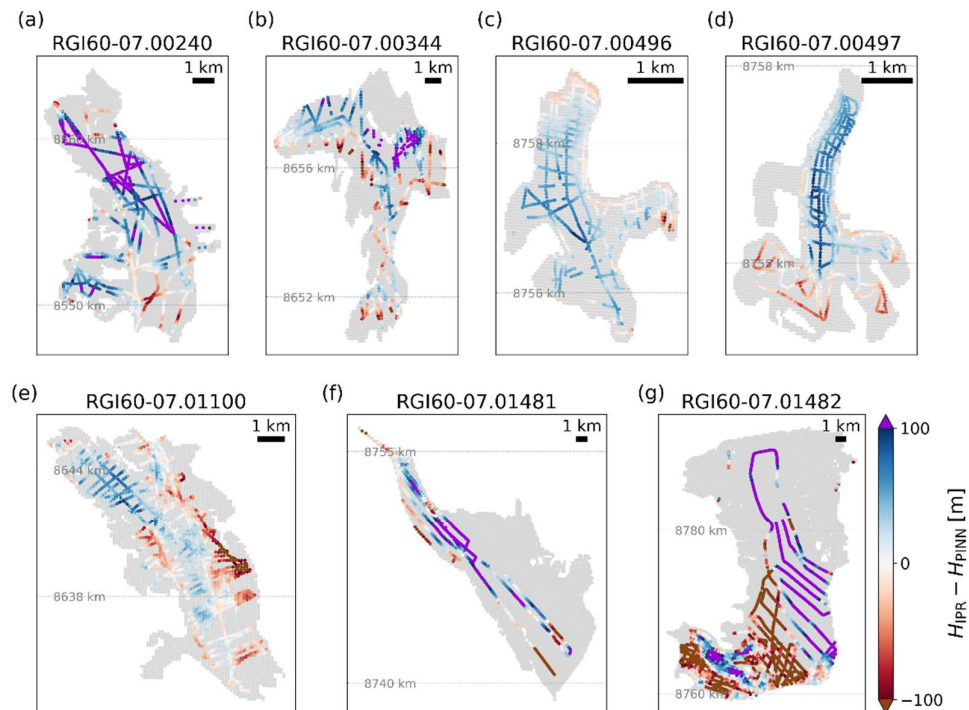 (a)
RGI60-07.00240
1 km
8550 km
(b)
RGI60-07.00344
1 km
8656 km
8652 km
(c)
RGI60-07.00496
1 km
8758 km
8756 km
(d)
RGI60-07.00497
1 km
8758 km
(e)
RGI60-07.01100
1 km
8644 km
8638 km
(f)
RGI60-07.01481
1 km
8755 km
8740 km
(g)
RGI60-07.01482
1 km
8780 km
8760 km
100
0
−100
H_IPR − H_PINN [m]